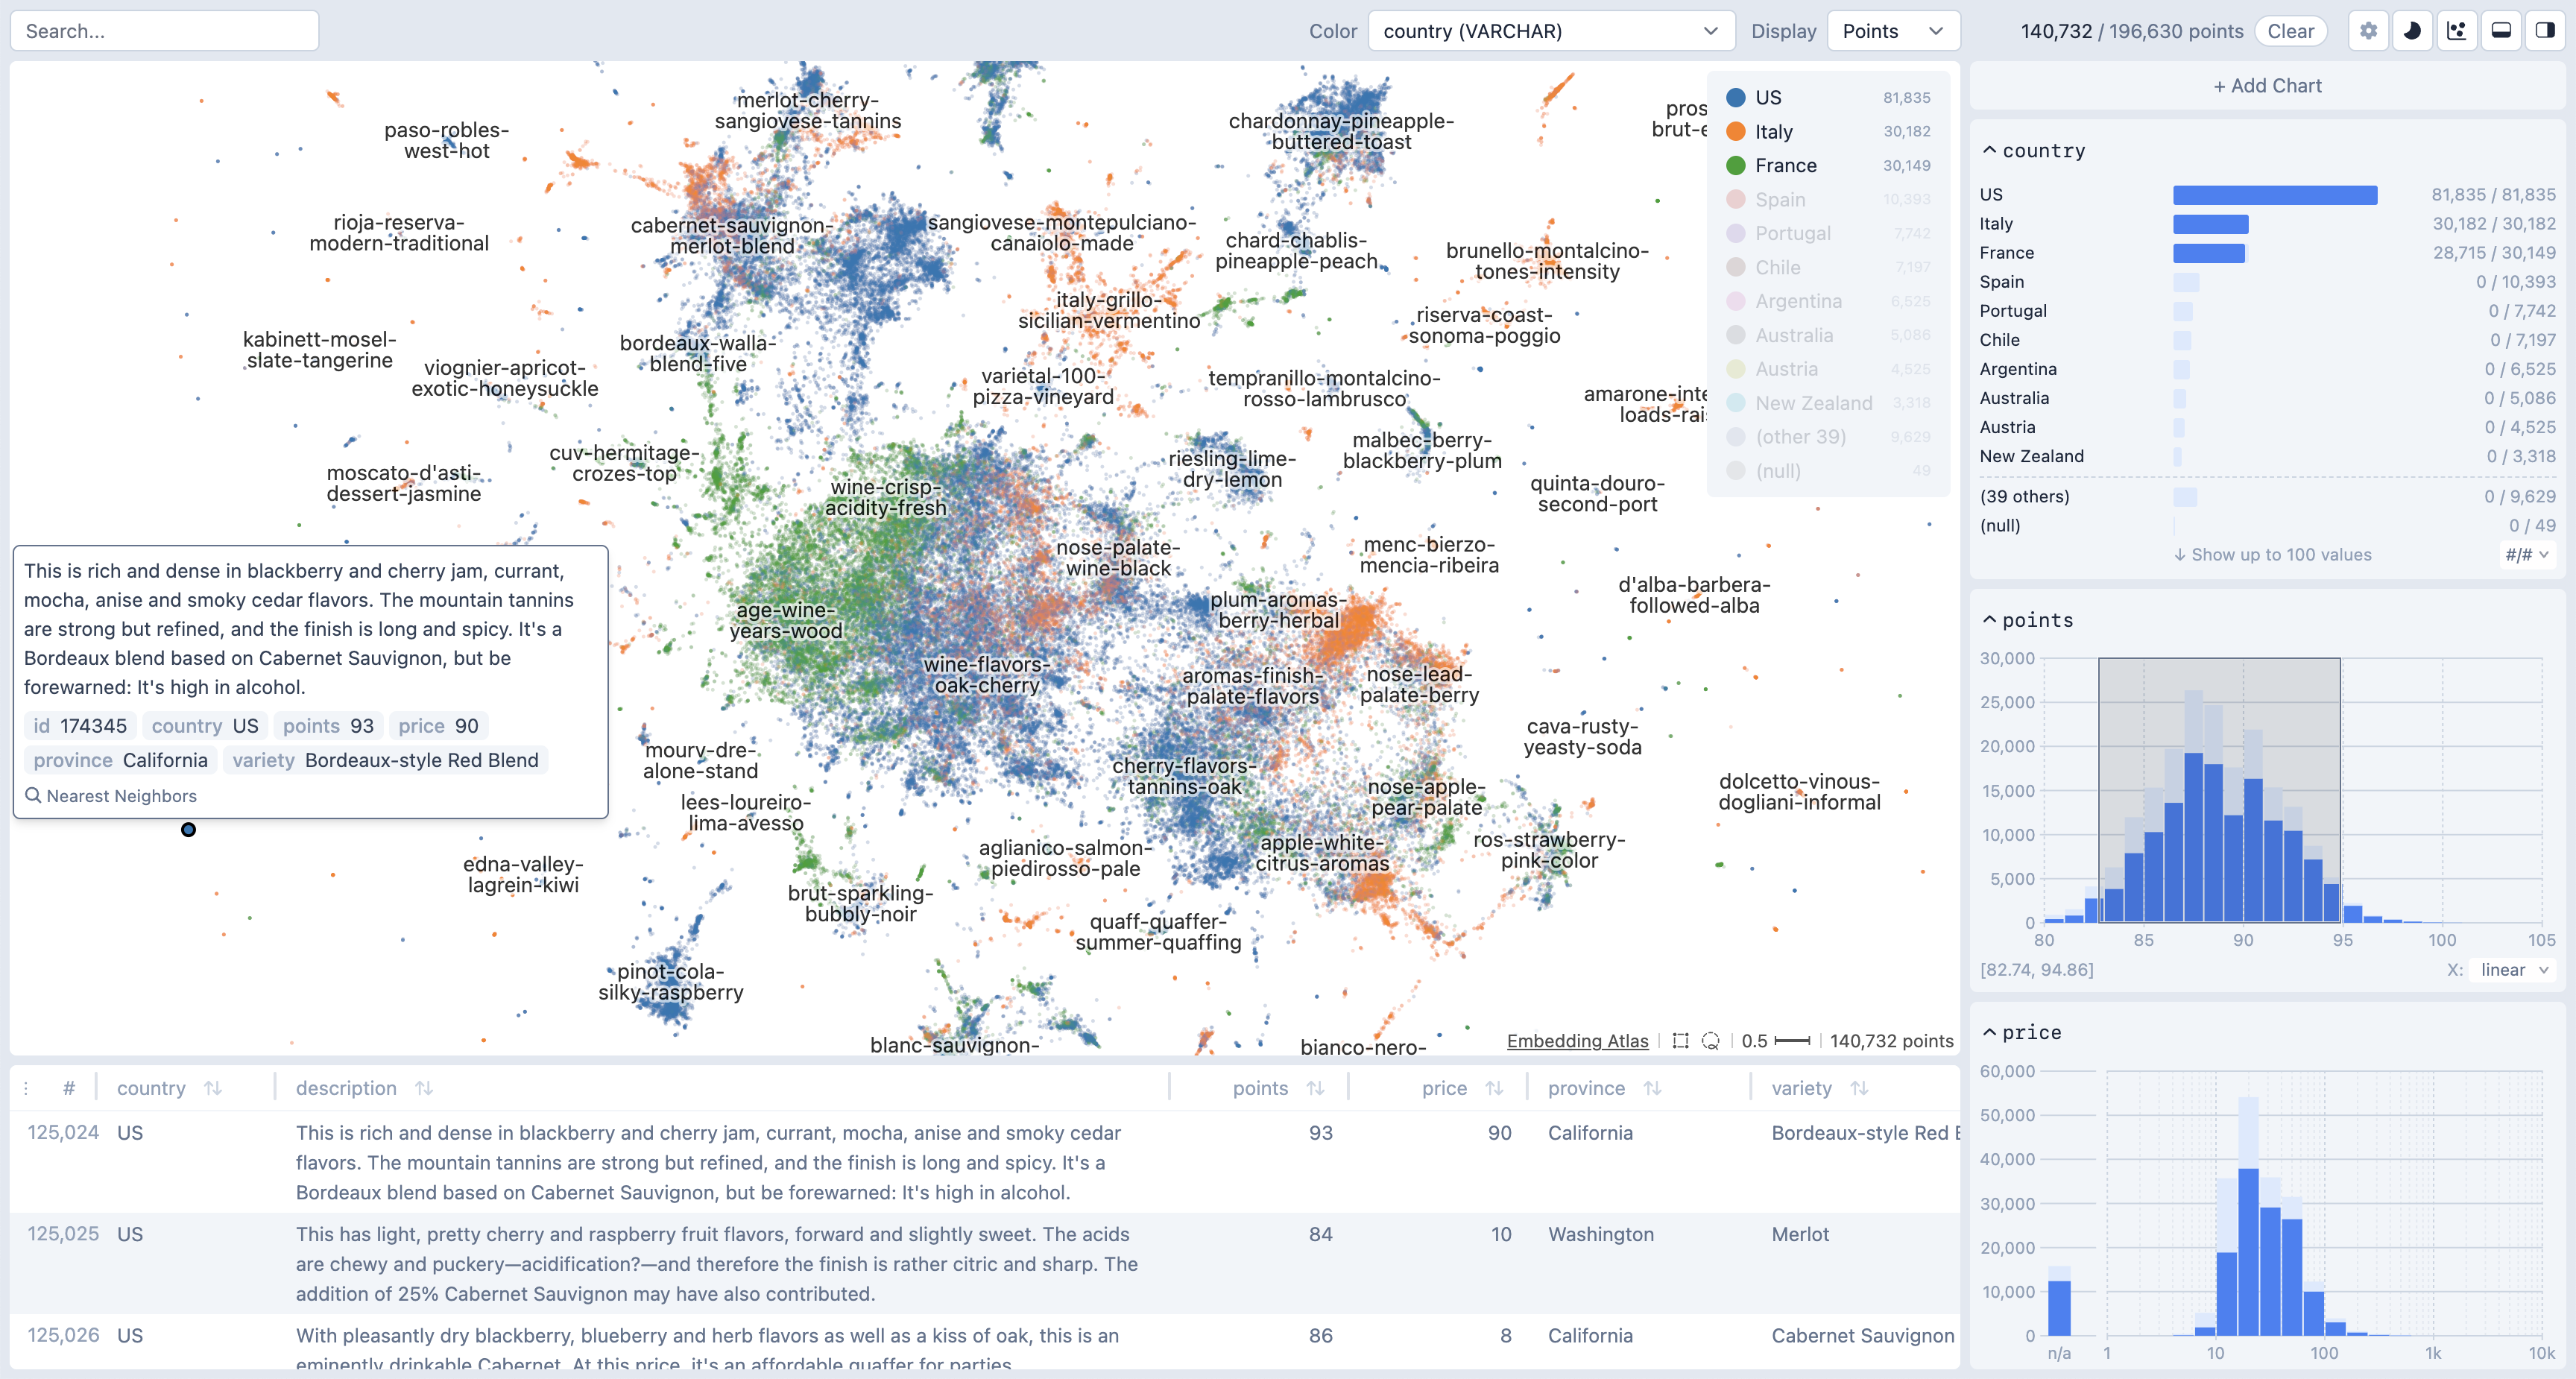 Search...
Color country (VARCHAR) Display Points 140,732 / 196,630 points Clear
merlot-cherry-
sangiovese-tannins
paso-robles-
west-hot
chardonnay-pineapple-
buttered-toast
pros
brut-e
rioja-reserva-
modern-traditional
cabernet-sauvignon-
merlot-blend
sangiovese-montepulciano-
canaiolo-made
chard-chablis-
pineapple-peach
brunello-montalcino-
tones-intensity
italy-grillo-
sicilian-vermentino
riserva-coast-
sonoma-poggio
kabinett-mosel-
slate-tangerine
viognier-apricot-
exotic-honeysuckle
bordeaux-walla-
blend-five
varietal-100-
pizza-vineyard
tempranillo-montalcino-
rosso-lambrusco
amarone-inte
loads-rais
cuv-hermitage-
crozes-top
moscato-d'asti-
dessert-jasmine
wine-crisp-
acidity-fresh
riesling-lime-
dry-lemon
malbec-berry-
blackberry-plum
quinta-douro-
second-port
nose-palate-
wine-black
menc-bierzo-
mencia-ribeira
d'alba-barbera-
followed-alba
age-wine-
years-wood
plum-aromas-
berry-herbal
wine-flavors-
oak-cherry
aromas-finish-
palate-flavors
nose-lead-
palate-berry
cava-rusty-
yeasty-soda
mourv-dre-
alone-stand
cherry-flavors-
tannins-oak
nose-apple-
pear-palate
dolcetto-vinous-
dogliani-informal
lees-loureiro-
lima-avesso
edna-valley-
lagrein-kiwi
aglianico-salmon-
piedirosso-pale
apple-white-
citrus-aromas
ros-strawberry-
pink-color
brut-sparkling-
bubbly-noir
quaff-quaffer-
summer-quaffing
pinot-cola-
silky-raspberry
blanc-sauvignon-
bianco-nero-
US 81,835
Italy 30,182
France 30,149
Spain 10,393
Portugal 7,742
Chile 7,197
Argentina 6,525
Australia 5,086
Austria 4,525
New Zealand 3,318
(other 39) 9,629
(null) 49
This is rich and dense in blackberry and cherry jam, currant,
mocha, anise and smoky cedar flavors. The mountain tannins
are strong but refined, and the finish is long and spicy. It's a
Bordeaux blend based on Cabernet Sauvignon, but be
forewarned: It's high in alcohol.
id 174345 country US points 93 price 90
province California variety Bordeaux-style Red Blend
Nearest Neighbors
Embedding Atlas 0.5 140,732 points
# country description points price province variety
125,024 US This is rich and dense in blackberry and cherry jam, currant, mocha, anise and smoky cedar 93 90 California Bordeaux-style Red B
flavors. The mountain tannins are strong but refined, and the finish is long and spicy. It's a
Bordeaux blend based on Cabernet Sauvignon, but be forewarned: It's high in alcohol.
125,025 US This has light, pretty cherry and raspberry fruit flavors, forward and slightly sweet. The acids 84 10 Washington Merlot
are chewy and puckery—acidification?—and therefore the finish is rather citric and sharp. The
addition of 25% Cabernet Sauvignon may have also contributed.
125,026 US With pleasantly dry blackberry, blueberry and herb flavors as well as a kiss of oak, this is an 86 8 California Cabernet Sauvignon
eminently drinkable Cabernet. At this price, it's an affordable quaffer for parties.
+ Add Chart
country
US 81,835 / 81,835
Italy 30,182 / 30,182
France 28,715 / 30,149
Spain 0 / 10,393
Portugal 0 / 7,742
Chile 0 / 7,197
Argentina 0 / 6,525
Australia 0 / 5,086
Austria 0 / 4,525
New Zealand 0 / 3,318
(39 others) 0 / 9,629
(null) 0 / 49
↓ Show up to 100 values #/#
points
30,000
25,000
20,000
15,000
10,000
5,000
0
80 85 90 95 100 105
[82.74, 94.86] X: linear
price
60,000
50,000
40,000
30,000
20,000
10,000
0
n/a 1 10 100 1k 10k